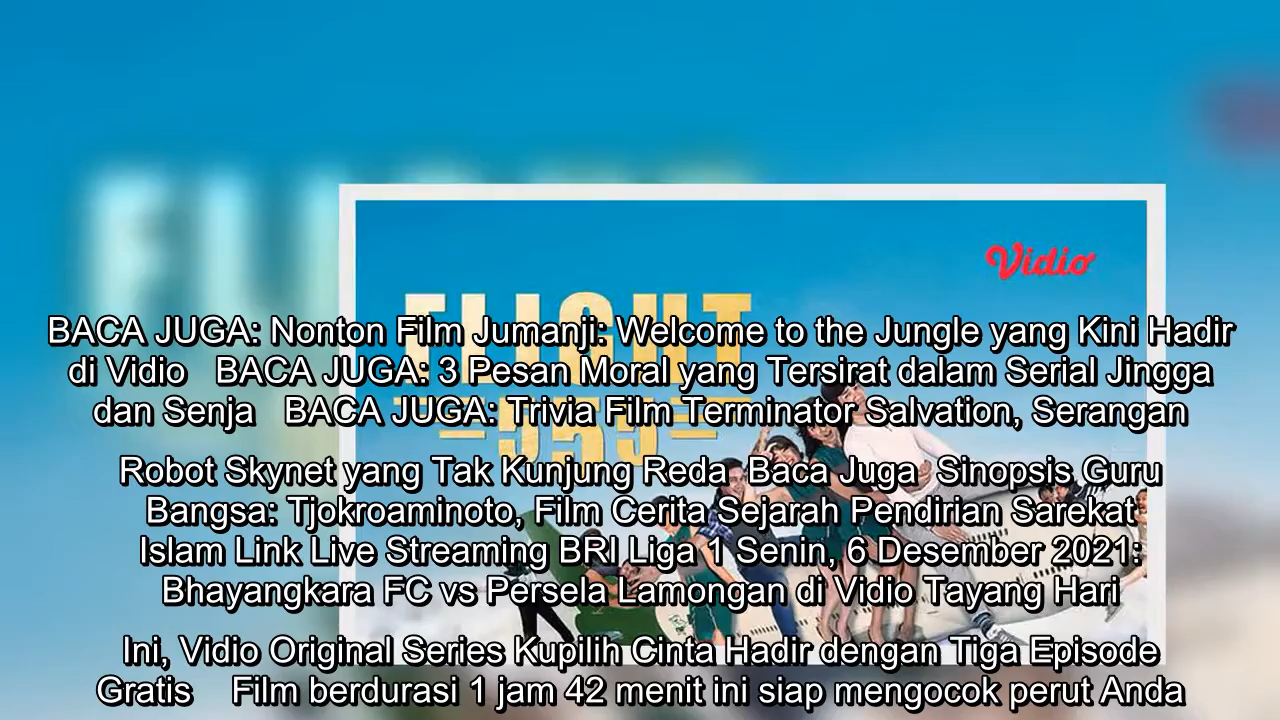 Vidio
FLIGHT
555
BACA JUGA: Nonton Film Jumanji: Welcome to the Jungle yang Kini Hadir
di Vidio BACA JUGA: 3 Pesan Moral yang Tersirat dalam Serial Jingga
dan Senja BACA JUGA: Trivia Film Terminator Salvation, Serangan
Robot Skynet yang Tak Kunjung Reda Baca Juga Sinopsis Guru
Bangsa: Tjokroaminoto, Film Cerita Sejarah Pendirian Sarekat
Islam Link Live Streaming BRI Liga 1 Senin, 6 Desember 2021:
Bhayangkara FC vs Persela Lamongan di Vidio Tayang Hari
Ini, Vidio Original Series Kupilih Cinta Hadir dengan Tiga Episode
Gratis Film berdurasi 1 jam 42 menit ini siap mengocok perut Anda